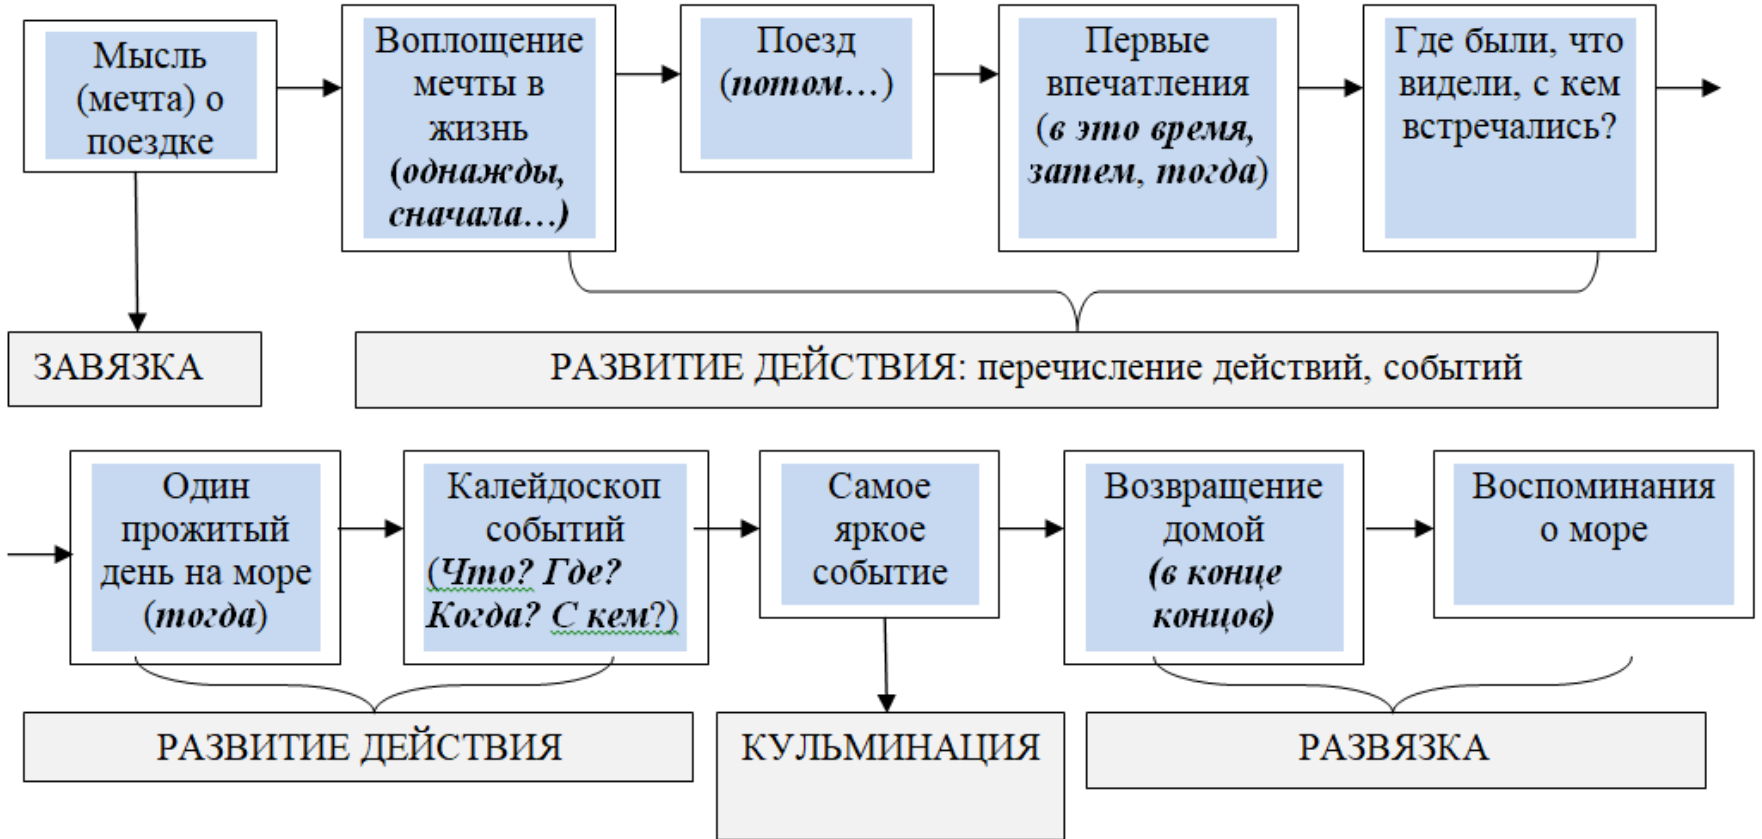 Мысль
(мечта) о
поездке
Воплощение
мечты в
жизнь
(однажды,
сначала…)
Поезд
(потом…)
Первые
впечатления
(в это время,
затем, тогда)
Где были, что
видели, с кем
встречались?
ЗАВЯЗКА
РАЗВИТИЕ ДЕЙСТВИЯ: перечисление действий, событий
Один
прожитый
день на море
(тогда)
Калейдоскоп
событий
(Что? Где?
Когда? С кем?)
Самое
яркое
событие
Возвращение
домой
(в конце
концов)
Воспоминания
о море
РАЗВИТИЕ ДЕЙСТВИЯ
КУЛЬМИНАЦИЯ
РАЗВЯЗКА